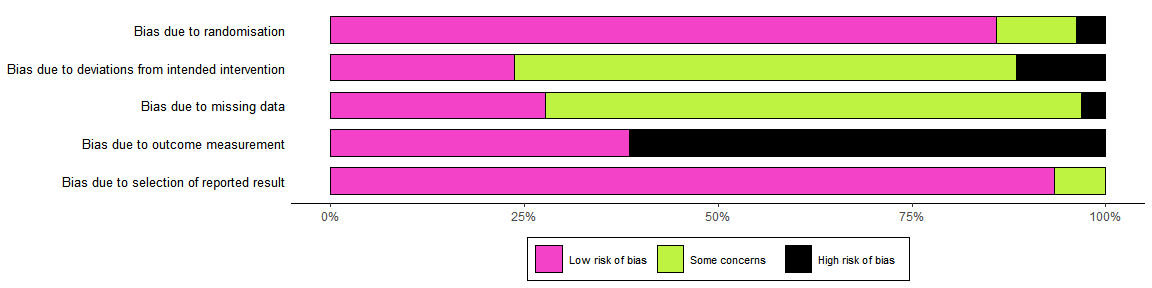 Bias due to randomisation
Bias due to deviations from intended intervention
Bias due to missing data
Bias due to outcome measurement
Bias due to selection of reported result
0% 25% 50% 75% 100%
Low risk of bias Some concerns High risk of bias